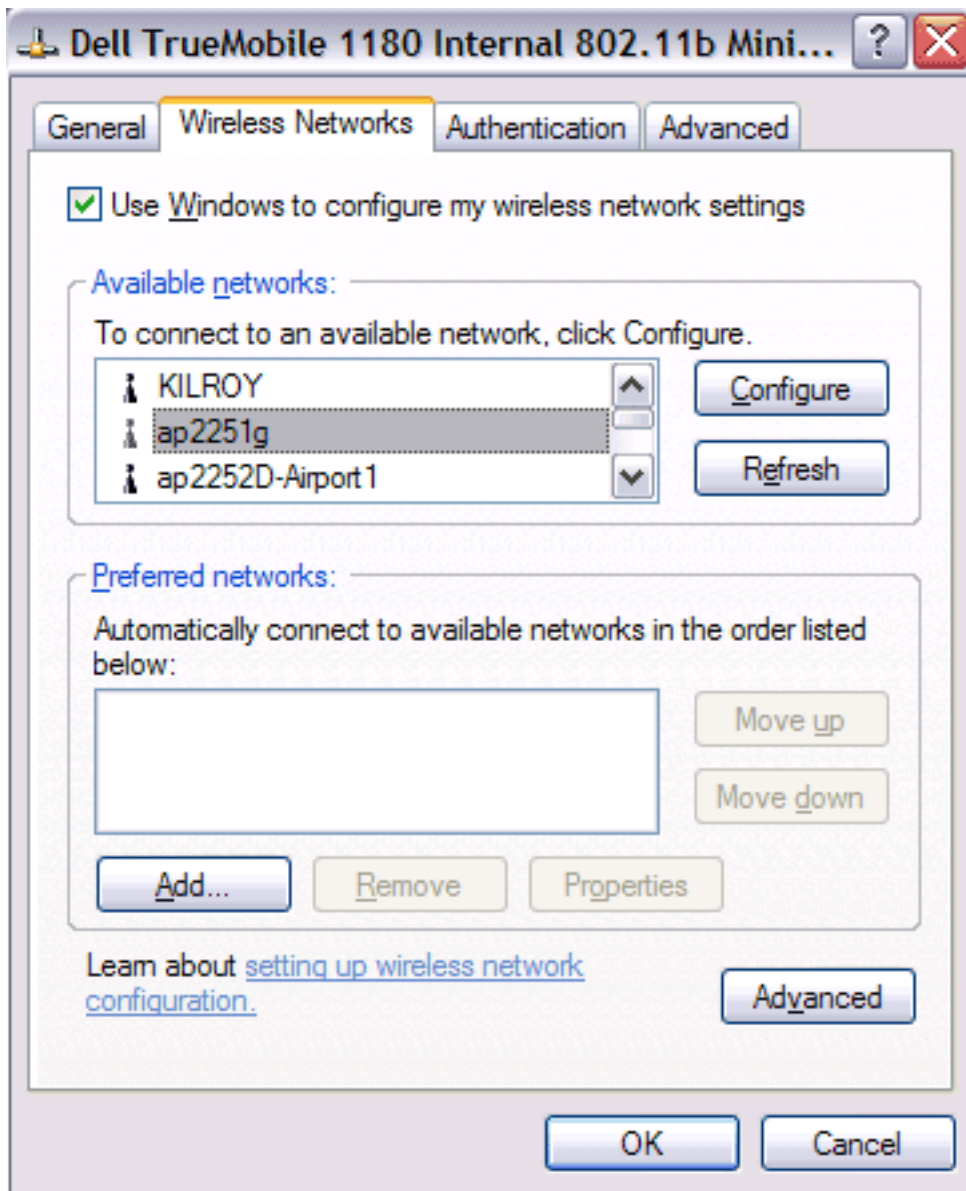 Dell TrueMobile 1180 Internal 802.11b Mini... ?
General Wireless Networks Authentication Advanced
Use Windows to configure my wireless network settings
Available networks:
To connect to an available network, click Configure.
KILROY
ap2251g
ap2252D-Airport1
Configure
Refresh
Preferred networks:
Automatically connect to available networks in the order listed
below:
Move up
Move down
Add... Remove Properties
Learn about setting up wireless network
configuration.
Advanced
OK Cancel